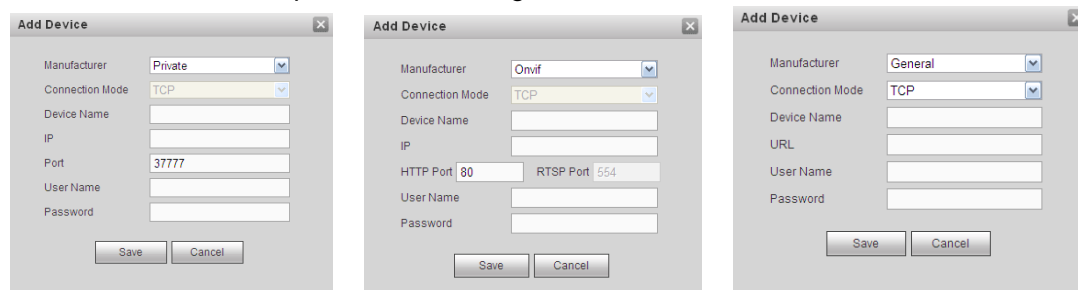 Add Device
Manufacturer Private
Connection Mode TCP
Device Name
IP
Port 37777
User Name
Password
Save Cancel
Add Device
Manufacturer Onvif
Connection Mode TCP
Device Name
IP
HTTP Port 80 RTSP Port 554
User Name
Password
Save Cancel
Add Device
Manufacturer General
Connection Mode TCP
Device Name
URL
User Name
Password
Save Cancel